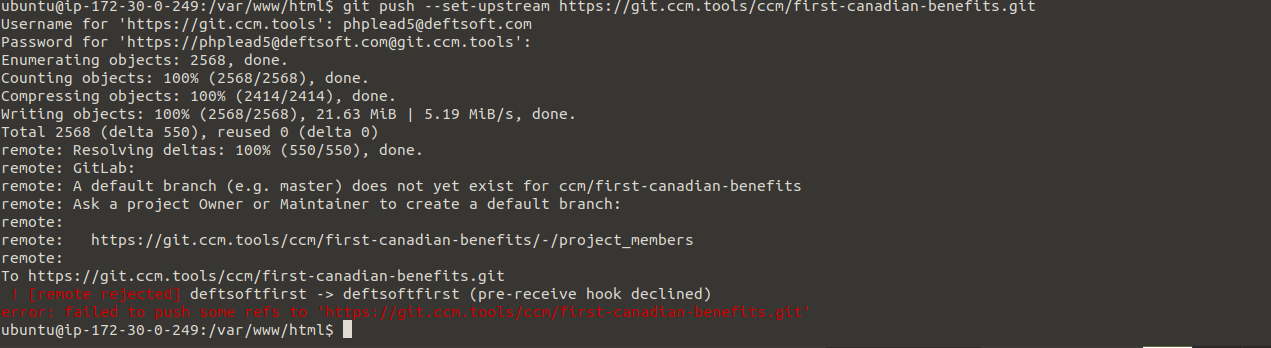 ubuntu@ip-172-30-0-249:/var/www/html$ git push --set-upstream https://git.ccm.tools/ccm/first-canadian-benefits.git
Username for 'https://git.ccm.tools': phplead5@deftsoft.com
Password for 'https://phplead5@deftsoft.com@git.ccm.tools':
Enumerating objects: 2568, done.
Counting objects: 100% (2568/2568), done.
Compressing objects: 100% (2414/2414), done.
Writing objects: 100% (2568/2568), 21.63 MiB | 5.19 MiB/s, done.
Total 2568 (delta 550), reused 0 (delta 0)
remote: Resolving deltas: 100% (550/550), done.
remote: GitLab:
remote: A default branch (e.g. master) does not yet exist for ccm/first-canadian-benefits
remote: Ask a project Owner or Maintainer to create a default branch:
remote:
remote:   https://git.ccm.tools/ccm/first-canadian-benefits/-/project_members
remote:
To https://git.ccm.tools/ccm/first-canadian-benefits.git
 ! [remote rejected] deftsoftfirst -> deftsoftfirst (pre-receive hook declined)
error: failed to push some refs to 'https://git.ccm.tools/ccm/first-canadian-benefits.git'
ubuntu@ip-172-30-0-249:/var/www/html$